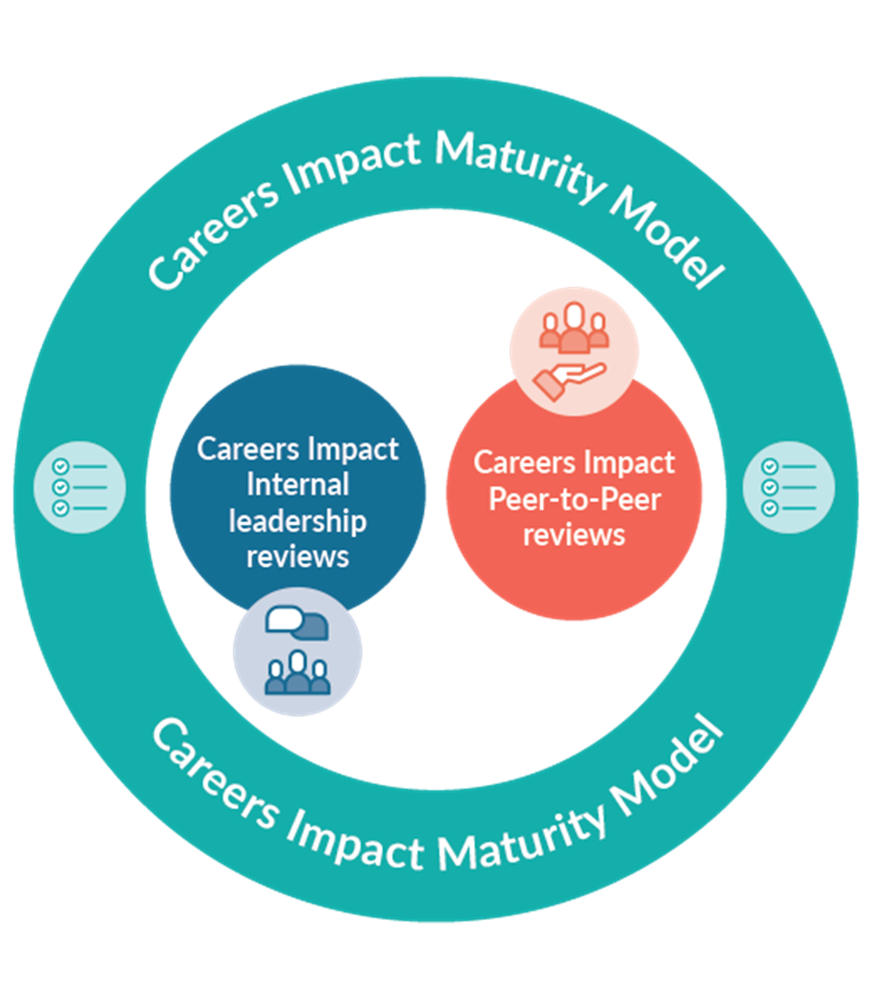 Careers Impact Maturity Model
Careers Impact
Internal
leadership
reviews
Careers Impact
Peer-to-Peer
reviews
Careers Impact Maturity Model